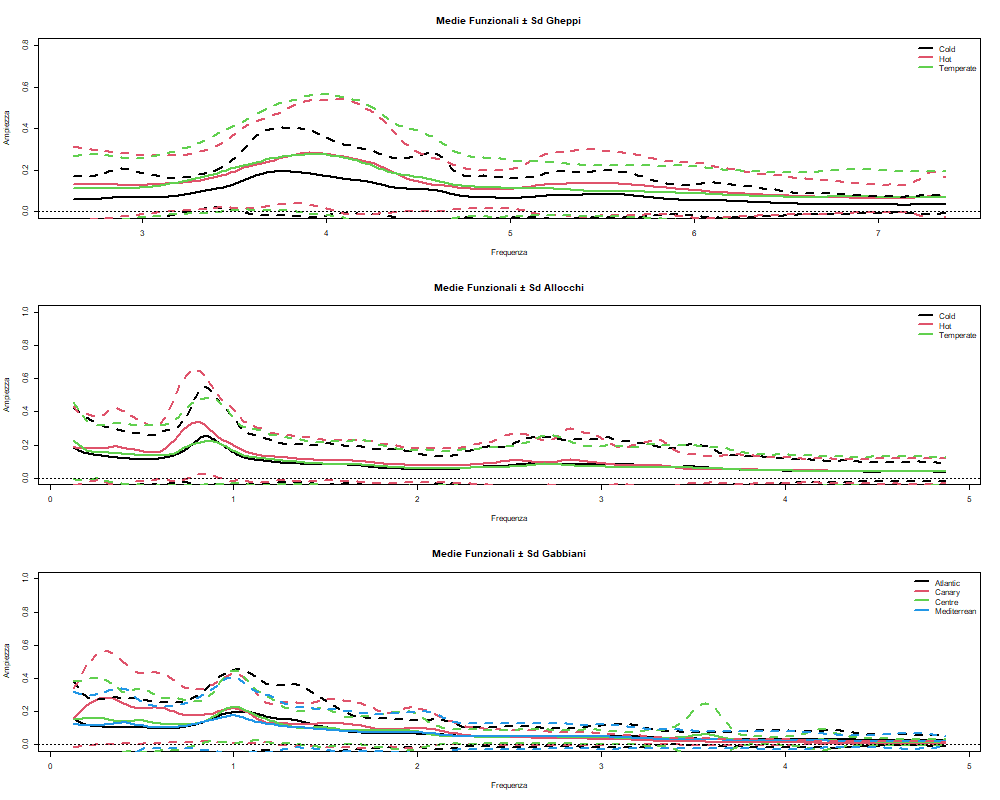 Medie Funzionali ± Sd Gheppi
Ampiezza
0.0 0.2 0.4 0.6 0.8
Cold
Hot
Temperate
3 4 5 6 7
Frequenza
Medie Funzionali ± Sd Allocchi
Ampiezza
0.0 0.2 0.4 0.6 0.8 1.0
Cold
Hot
Temperate
0 1 2 3 4 5
Frequenza
Medie Funzionali ± Sd Gabbiani
Ampiezza
0.0 0.2 0.4 0.6 0.8 1.0
Atlantic
Canary
Centre
Mediterrean
0 1 2 3 4 5
Frequenza